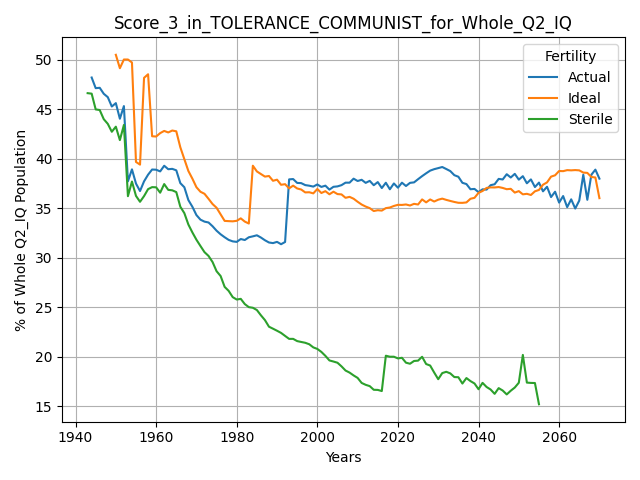 Score_3_in_TOLERANCE_COMMUNIST_for_Whole_Q2_IQ
Fertility
Actual
Ideal
Sterile
% of Whole Q2_IQ Population
50
45
40
35
30
25
20
15
1940 1960 1980 2000 2020 2040 2060
Years